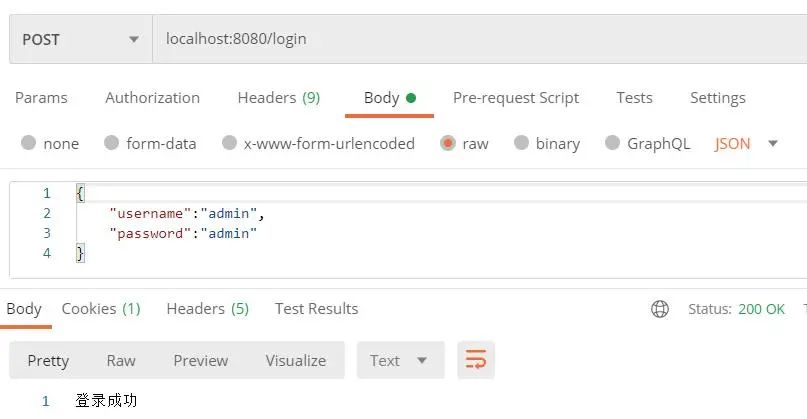 POST localhost:8080/login
Params Authorization Headers (9) Body Pre-request Script Tests Settings
none form-data x-www-form-urlencoded raw binary GraphQL JSON
1 {
2 "username":"admin",
3 "password":"admin"
4 }
Body Cookies (1) Headers (5) Test Results Status: 200 OK
Pretty Raw Preview Visualize Text
1 登录成功